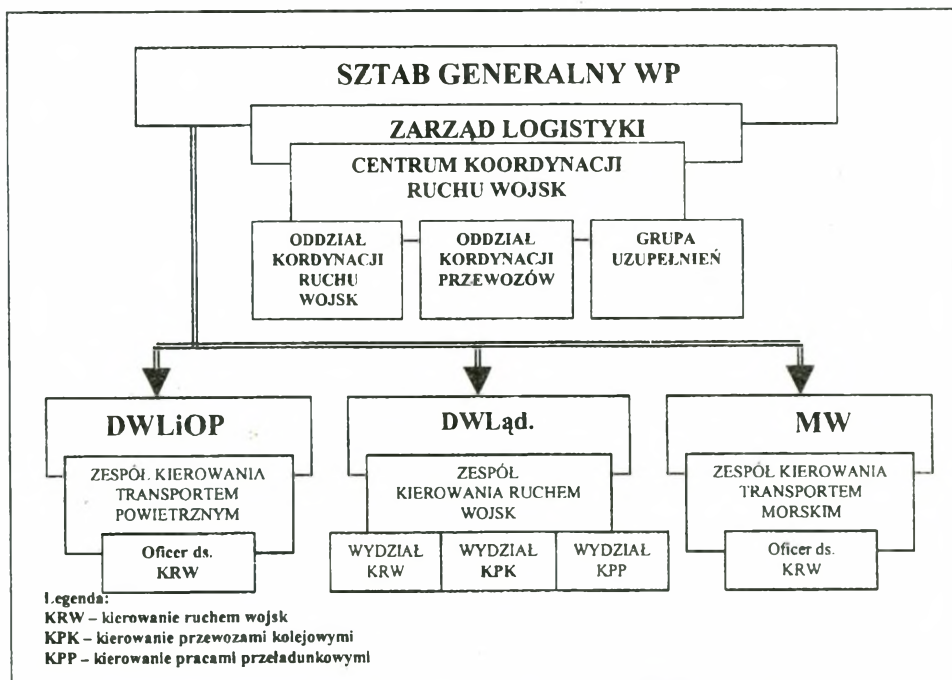 SZTAB GENERALNY WP
ZARZĄD LOGISTYKI
CENTRUM KOORDYNACJI
RUCHU WOJSK
ODDZIAŁ
KORDYNACJI
RUCHU
WOJSK
ODDZIAŁ
KORDYNACJI
PRZEWOZÓW
GRUPA
UZUPEŁNIEŃ
DWLiOP
ZESPÓŁ KIEROWANIA
TRANSPORTEM
POWIETRZNYM
Oficer ds.
KRW
DWLąd.
ZESPÓŁ
KIEROWANIA RUCHEM
WOJSK
WYDZIAŁ
KRW
WYDZIAŁ
KPK
WYDZIAŁ
KPP
MW
ZESPÓŁ KIEROWANIA
TRANSPORTEM
MORSKIM
Oficer ds.
KRW
Legenda:
KRW – kierowanie ruchem wojsk
KPK – kierowanie przewozami kolejowymi
KPP – kierowanie pracami przeładunkowymi